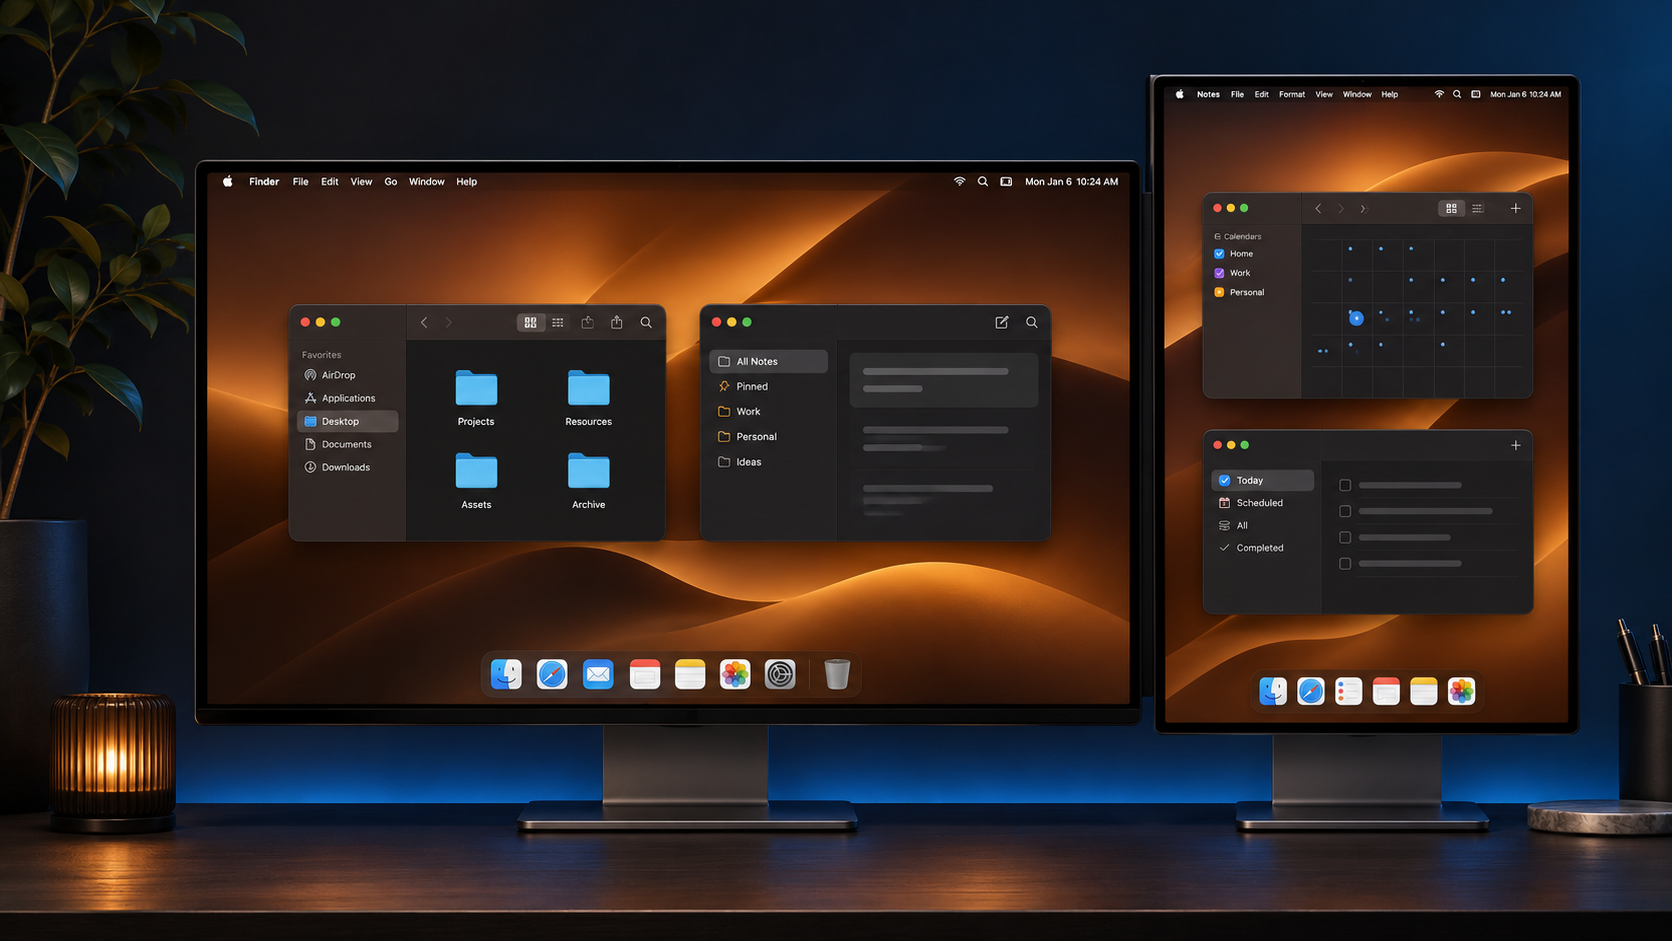 Finder File Edit View Go Window Help
Mon Jan 6 10:24 AM
Favorites
AirDrop
Applications
Desktop
Documents
Downloads
Projects
Resources
Assets
Archive
All Notes
Pinned
Work
Personal
Ideas
Notes File Edit Format View Window Help
Mon Jan 6 10:24 AM
Calendars
Home
Work
Personal
Today
Scheduled
All
Completed